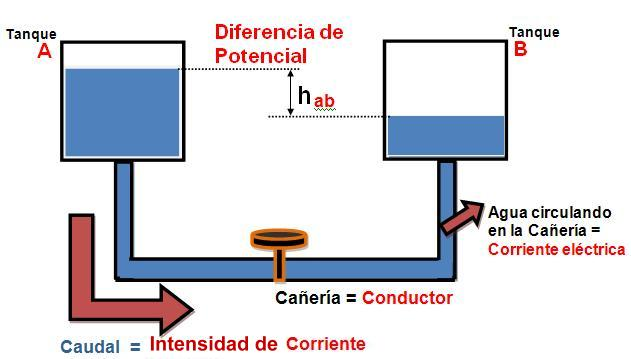 Tanque
A
Diferencia de
Potencial
h ab
Tanque
B
Agua circulando
en la Cañería =
Corriente eléctrica
Cañería = Conductor
Caudal = Intensidad de Corriente